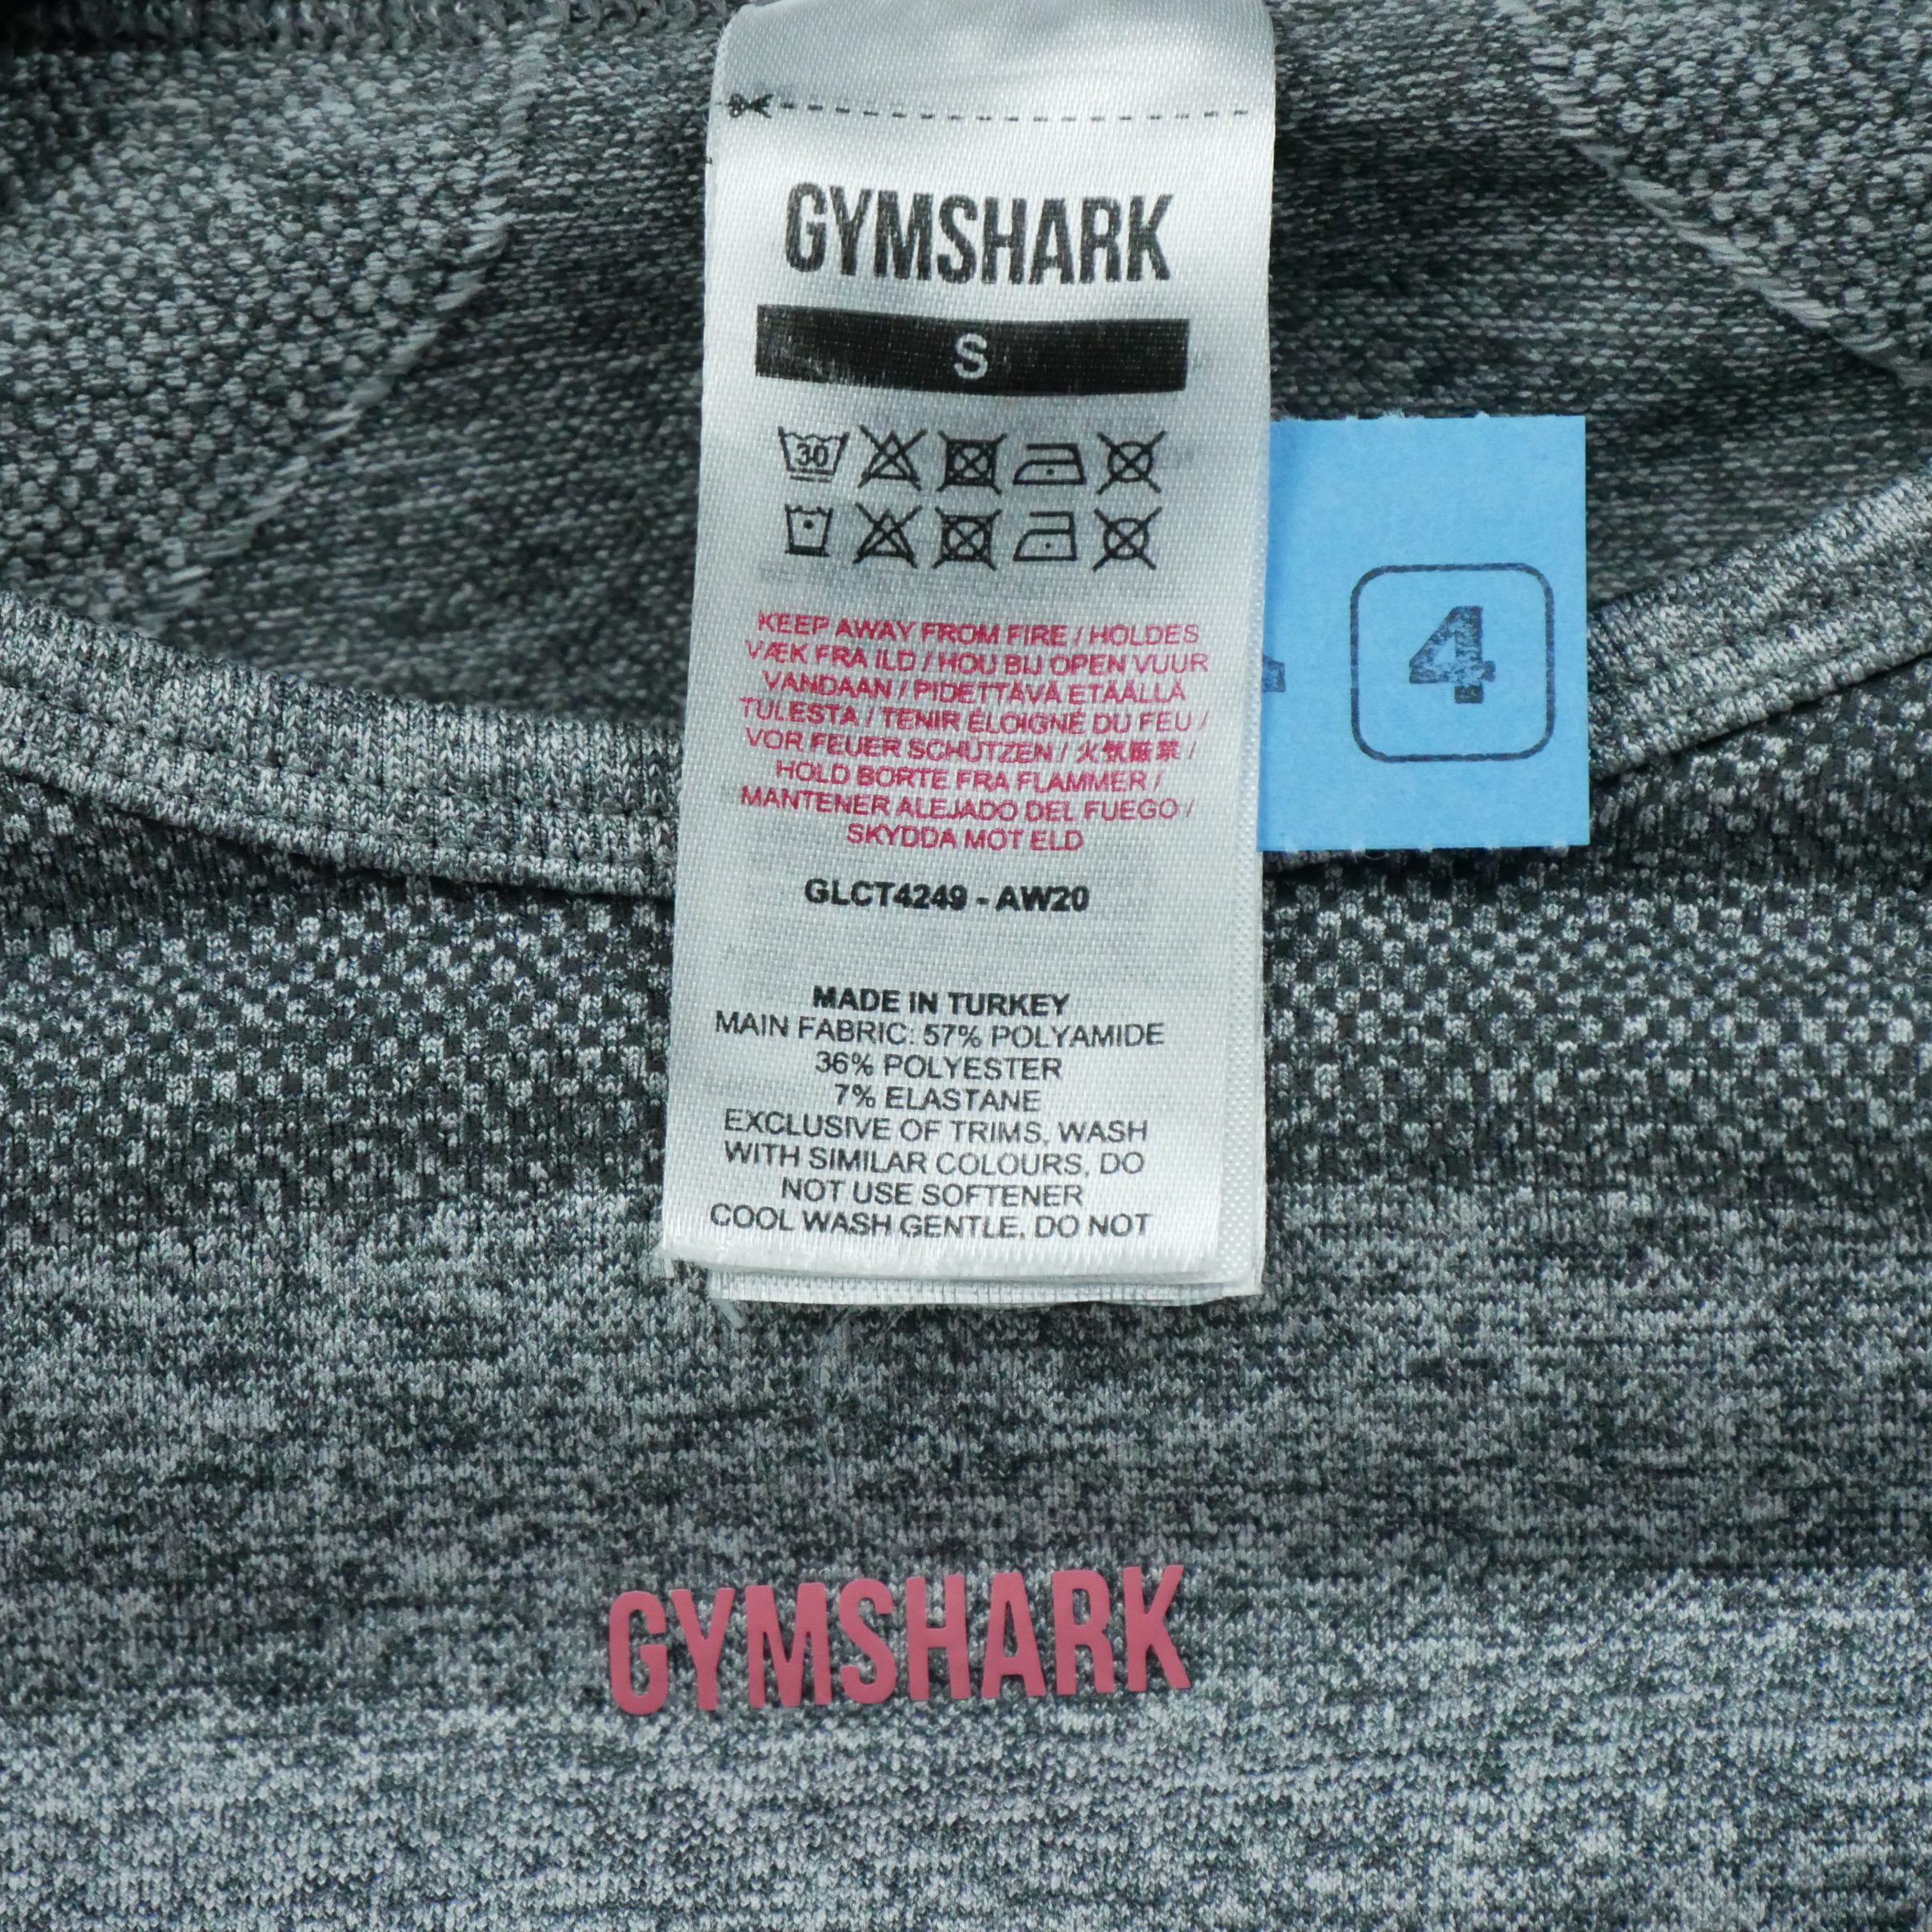 GYMSHARK
S
30
KEEP AWAY FROM FIRE / HOLDES
VÆK FRA ILD / HOU BIJ OPEN VUUR
VANDAAN / PIDETTÄVÄ ETÄÄLLÄ
TULESTA / TENIR ÉLOIGNÉ DU FEU /
VOR FEUER SCHÜTZEN / 火気厳禁 /
HOLD BORTE FRA FLAMMER /
MANTENER ALEJADO DEL FUEGO /
SKYDDA MOT ELD
GLCT4249 - AW20
MADE IN TURKEY
MAIN FABRIC: 57% POLYAMIDE
36% POLYESTER
7% ELASTANE
EXCLUSIVE OF TRIMS, WASH
WITH SIMILAR COLOURS, DO
NOT USE SOFTENER
COOL WASH GENTLE, DO NOT
4
GYMSHARK